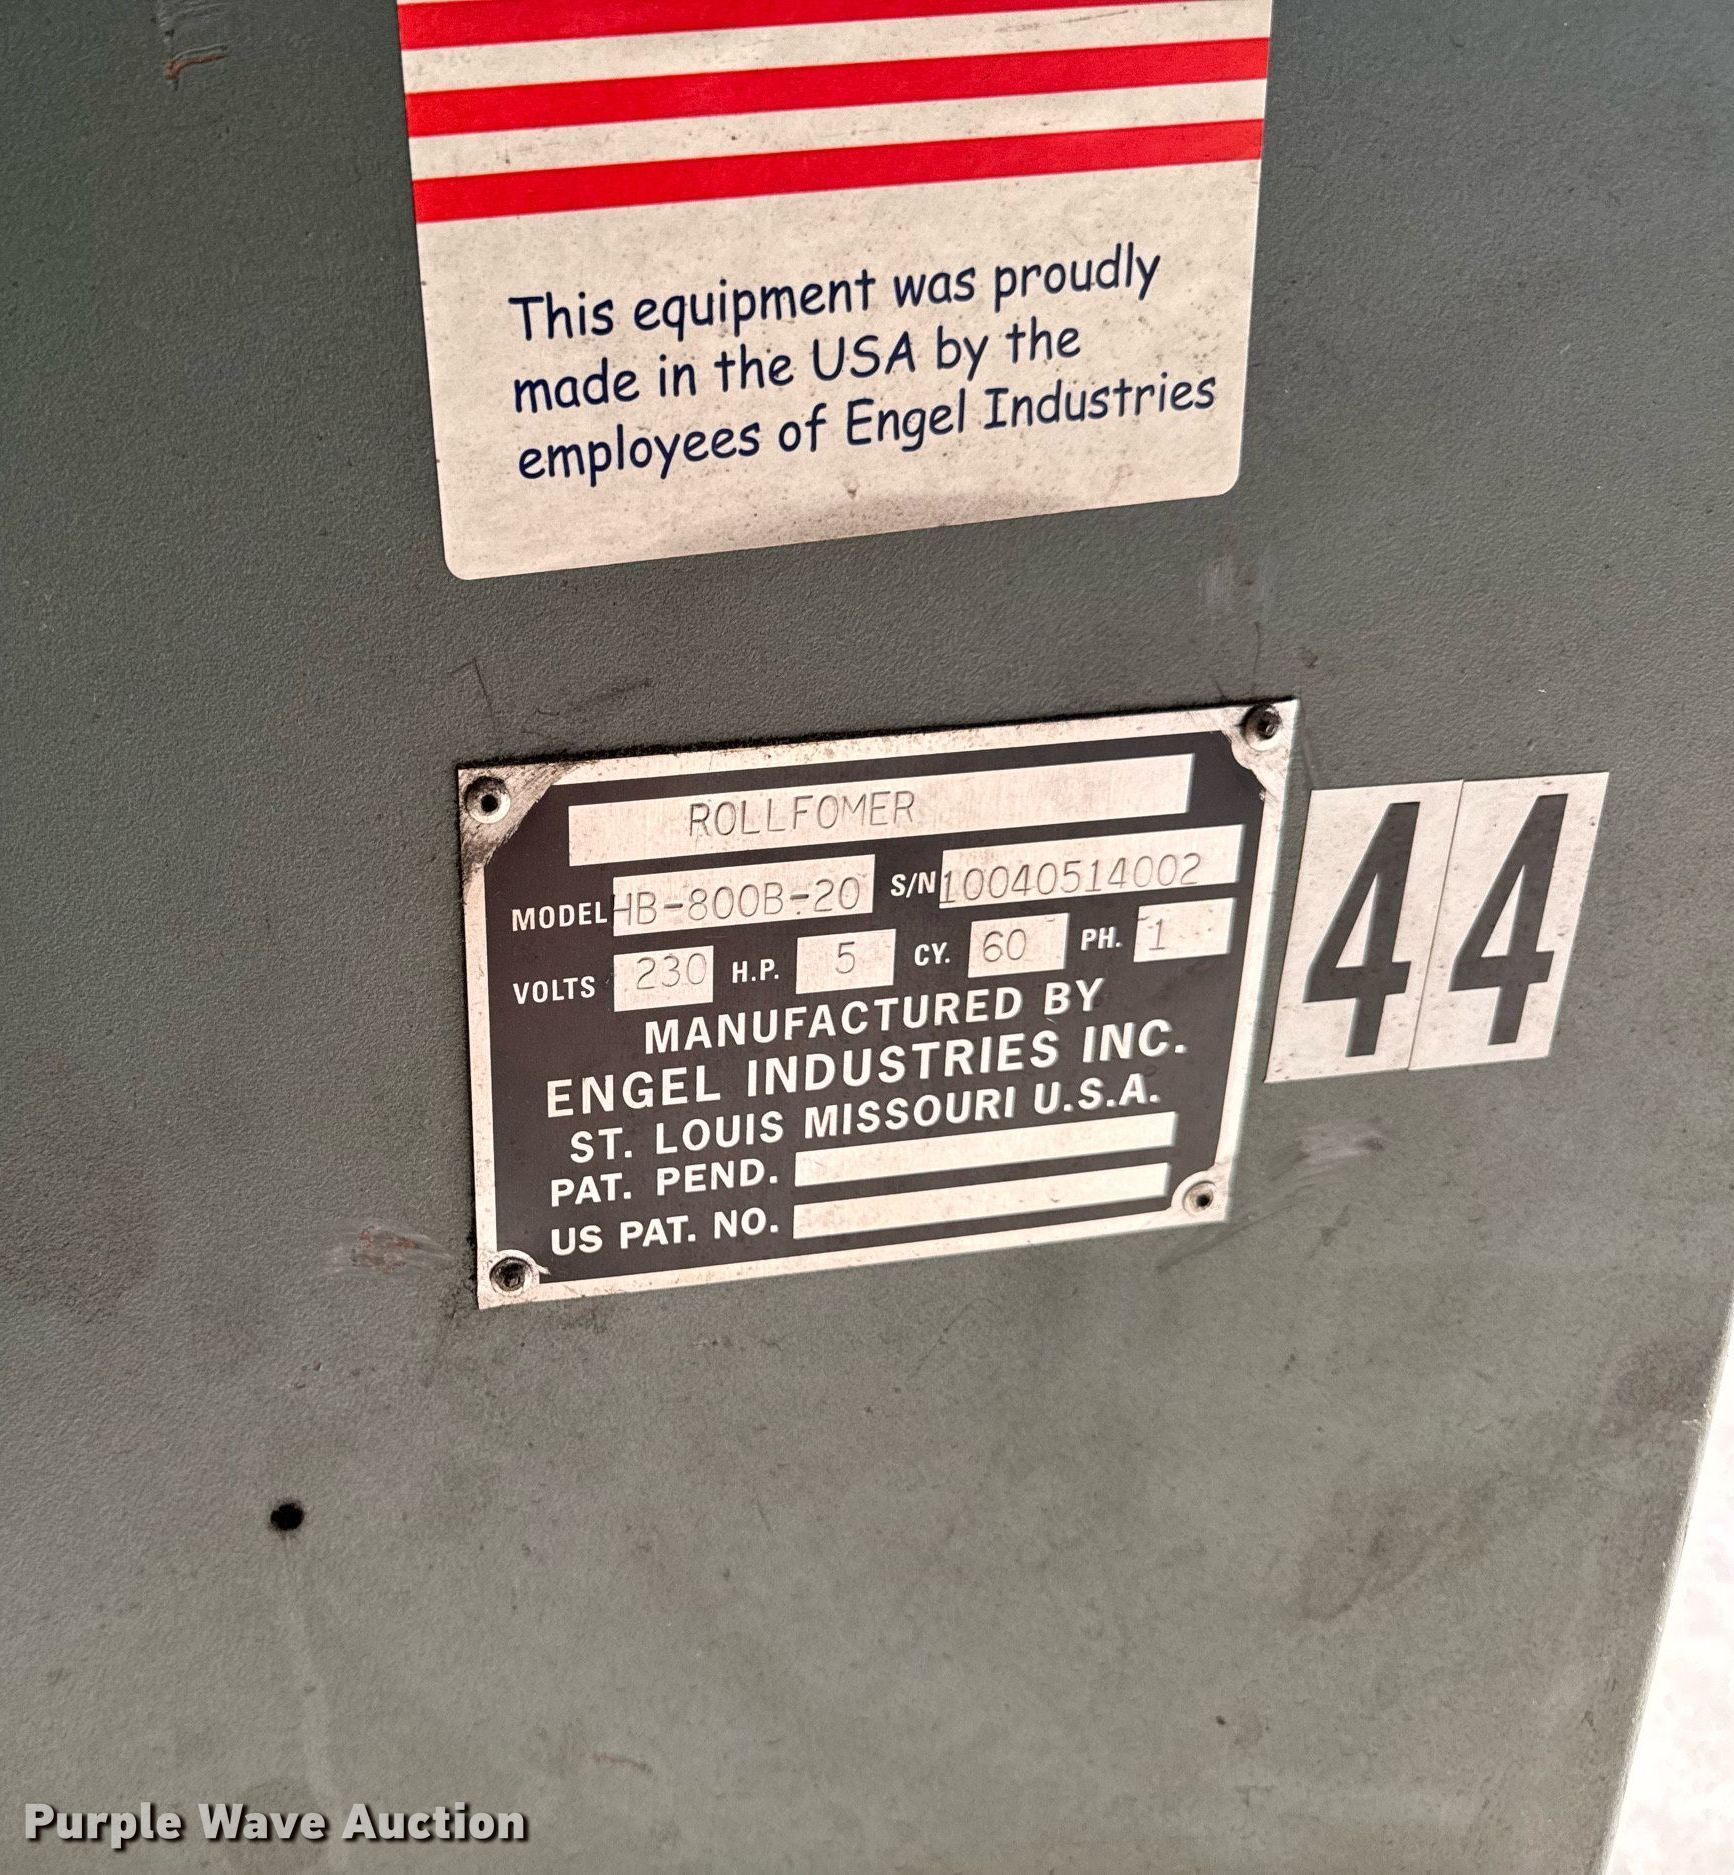 This equipment was proudly
made in the USA by the
employees of Engel Industries
ROLLFOMER
MODEL HB-800B-20 S/N 10040514002
VOLTS 230 H.P. 5 CY. 60 PH. 1
MANUFACTURED BY
ENGEL INDUSTRIES INC.
ST. LOUIS MISSOURI U.S.A.
PAT. PEND.
US PAT. NO.
44
Purple Wave Auction